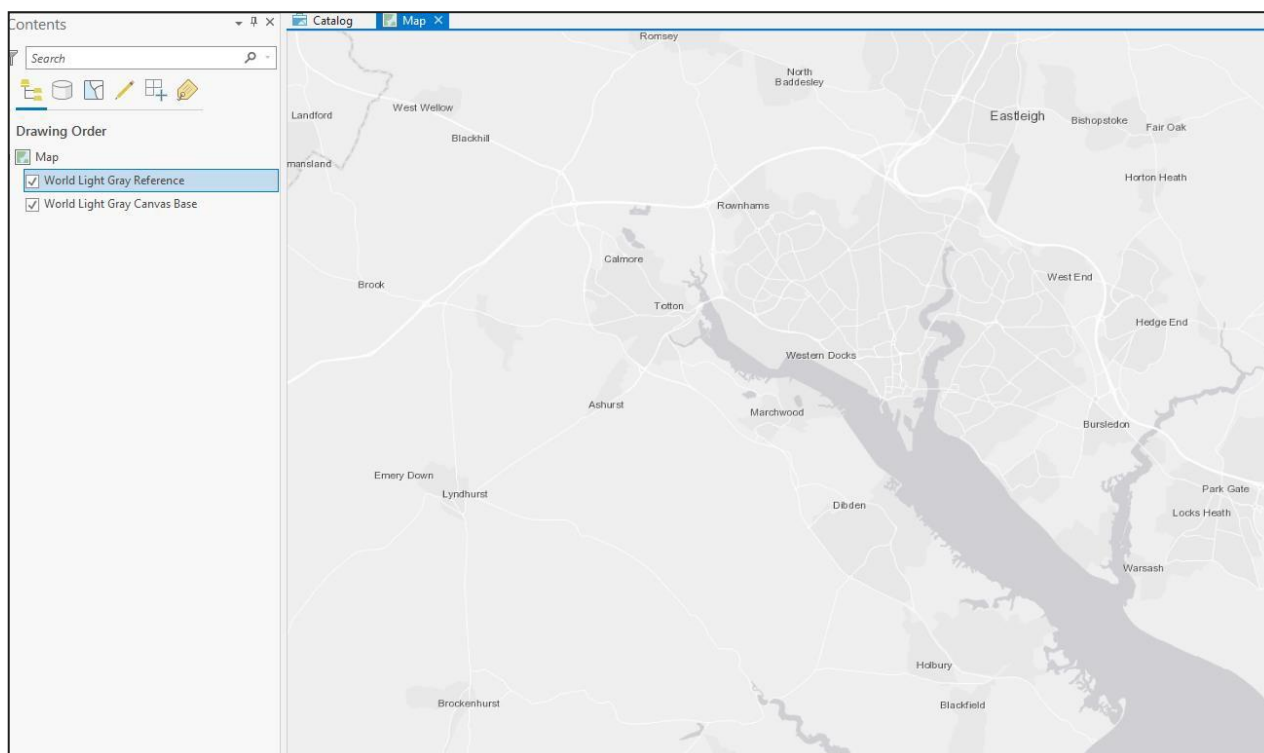 Contents
Search
Drawing Order
Map
World Light Gray Reference
World Light Gray Canvas Base
Catalog
Map
Romsey
North
Baddesley
Eastleigh
Bishopstoke
Fair Oak
Landford
West Wellow
Blackhill
mansland
Horton Heath
Rownhams
Calmore
West End
Brook
Totton
Hedge End
Western Docks
Ashurst
Marchwood
Bursledon
Emery Down
Lyndhurst
Park Gate
Dibden
Locks Heath
Warsash
Holbury
Brockenhurst
Blackfield